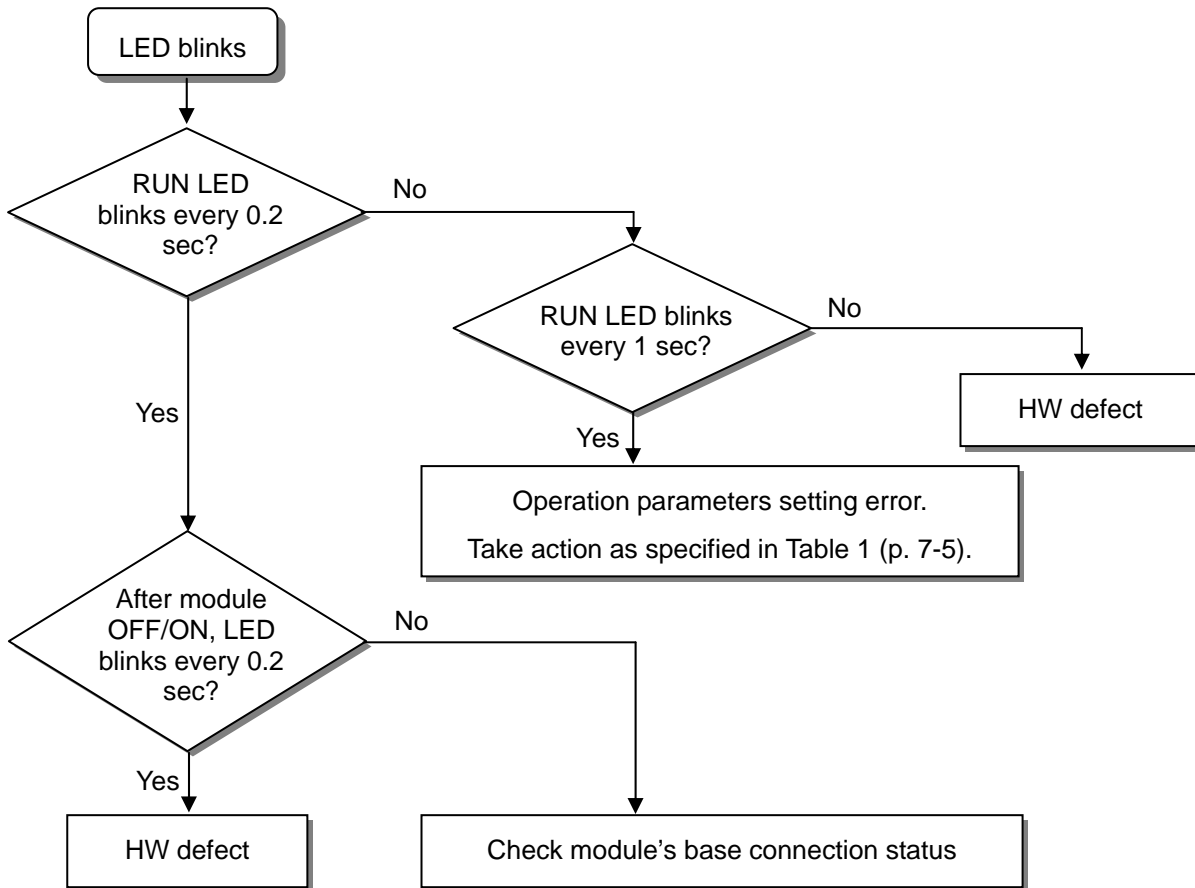 LED blinks
RUN LED
blinks every 0.2
sec?
No
RUN LED blinks
every 1 sec?
No
HW defect
Yes
Yes
Operation parameters setting error.
Take action as specified in Table 1 (p. 7-5).
After module
OFF/ON, LED
blinks every 0.2
sec?
No
Yes
HW defect
Check module’s base connection status